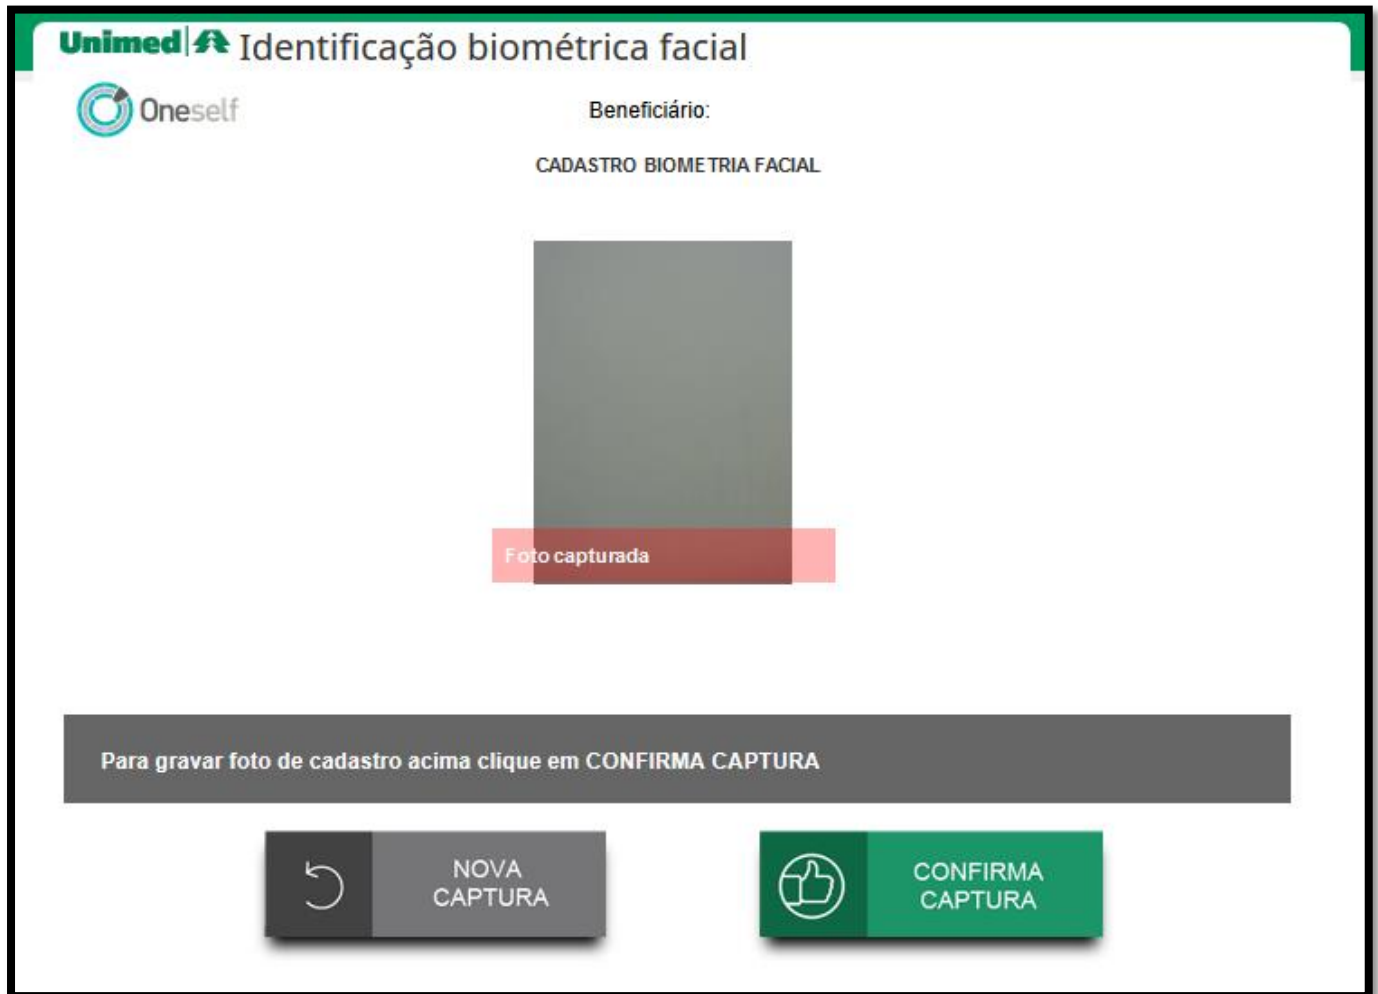 Unimed Identificação biométrica facial
Oneself
Beneficiário:
CADASTRO BIOMETRIA FACIAL
Foto capturada
Para gravar foto de cadastro acima clique em CONFIRMA CAPTURA
NOVA
CAPTURA
CONFIRMA
CAPTURA